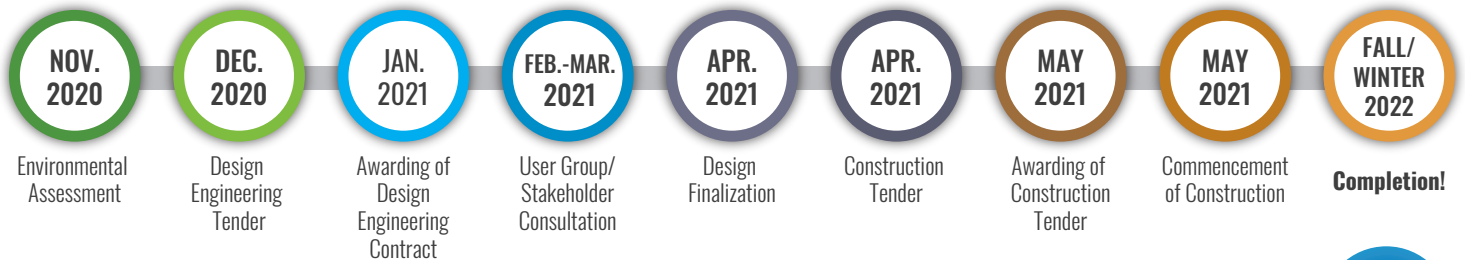 NOV.
2020
Environmental
Assessment
DEC.
2020
Design
Engineering
Tender
JAN.
2021
Awarding of
Design
Engineering
Contract
FEB.-MAR.
2021
User Group/
Stakeholder
Consultation
APR.
2021
Design
Finalization
APR.
2021
Construction
Tender
MAY
2021
Awarding of
Construction
Tender
MAY
2021
Commencement
of Construction
FALL/
WINTER
2022
Completion!